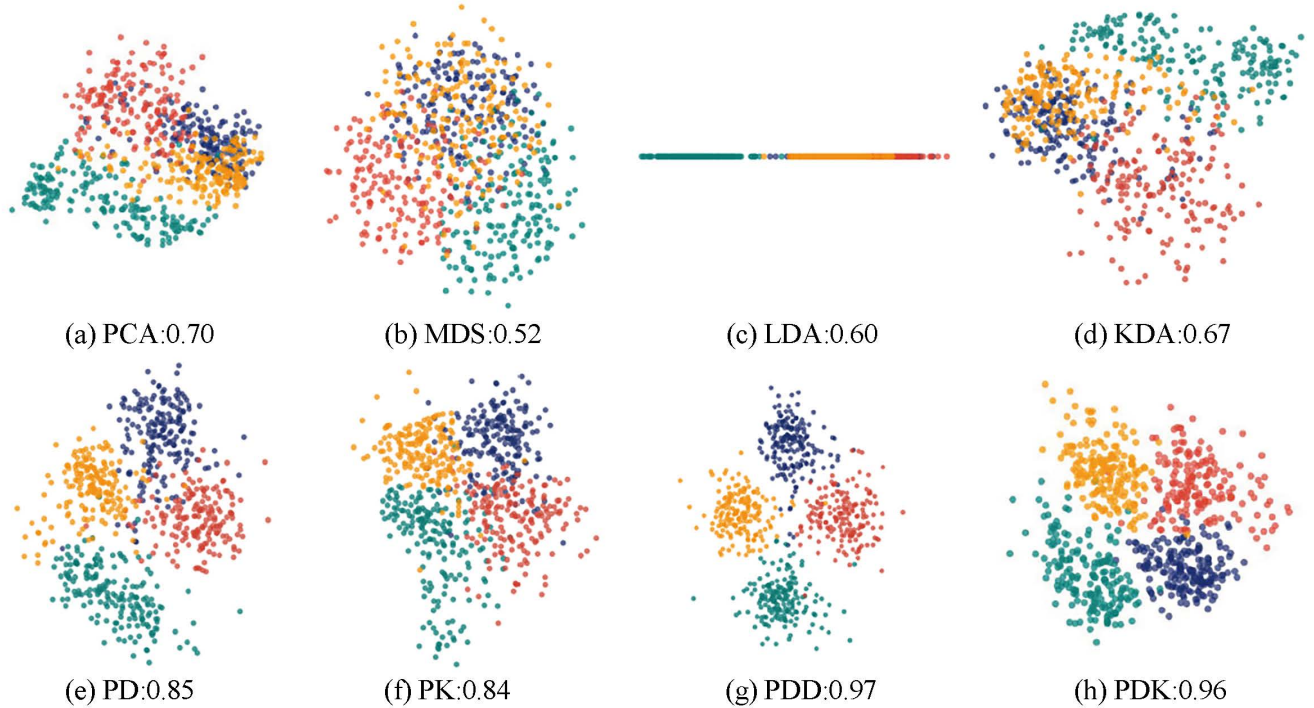 (a) PCA:0.70
(b) MDS:0.52
(c) LDA:0.60
(d) KDA:0.67
(e) PD:0.85
(f) PK:0.84
(g) PDD:0.97
(h) PDK:0.96